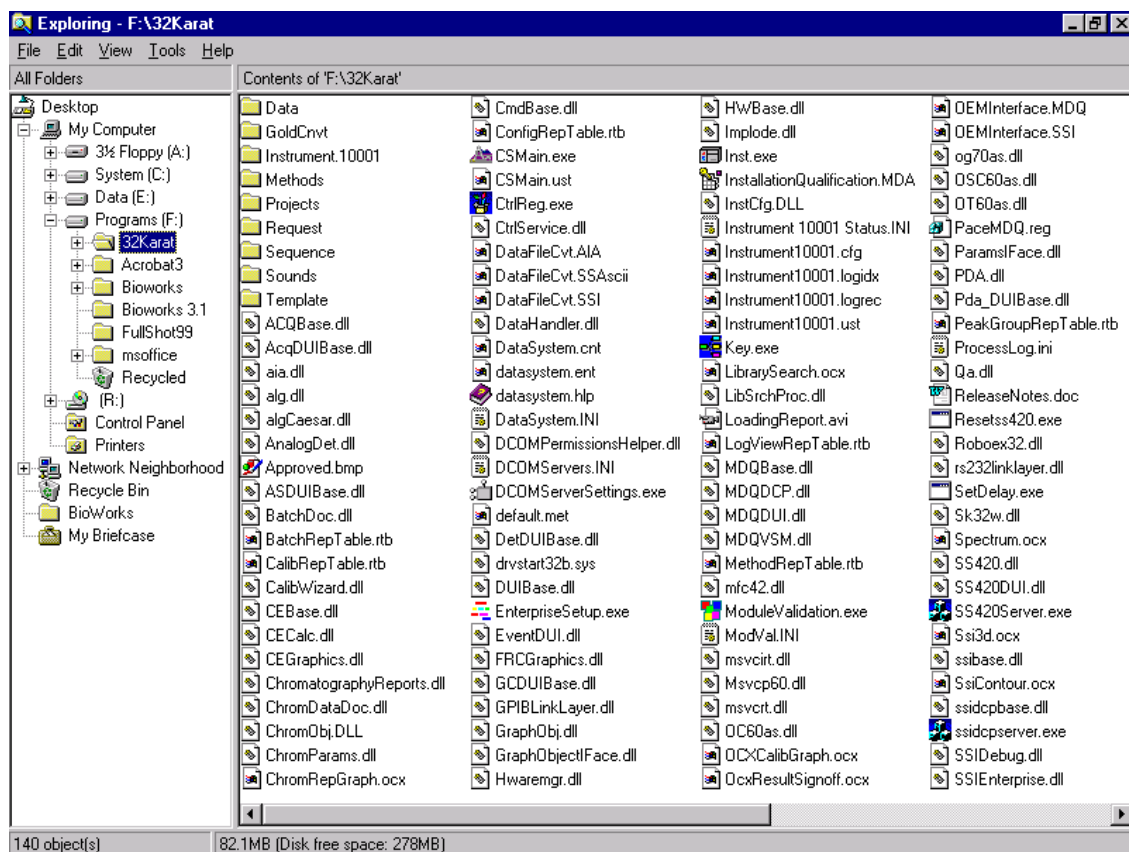 Exploring - F:\32Karat
File Edit View Tools Help
All Folders
Contents of 'F:\32Karat'
Desktop
My Computer
3½ Floppy (A:)
System (C:)
Data (E:)
Programs (F:)
32Karat
Acrobat3
Bioworks
Bioworks 3.1
FullShot99
msoffice
Recycled
(R:)
Control Panel
Printers
Network Neighborhood
Recycle Bin
BioWorks
My Briefcase
Data
GoldCnvt
Instrument.10001
Methods
Projects
Request
Sequence
Sounds
Template
ACQBase.dll
AcqDUIBase.dll
aia.dll
alg.dll
algCaesar.dll
AnalogDet.dll
Approved.bmp
ASDUIBase.dll
BatchDoc.dll
BatchRepTable.rtb
CalibRepTable.rtb
CalibWizard.dll
CEBase.dll
CECalc.dll
CEGraphics.dll
ChromatographyReports.dll
ChromDataDoc.dll
ChromObj.DLL
ChromParams.dll
ChromRepGraph.ocx
CmdBase.dll
ConfigRepTable.rtb
CSMain.exe
CSMain.ust
CtrlReg.exe
CtrlService.dll
DataFileCvt.AIA
DataFileCvt.SSAscii
DataFileCvt.SSI
DataHandler.dll
DataSystem.cnt
datasystem.ent
datasystem.hlp
DataSystem.INI
DCOMPermissionsHelper.dll
DCOMServers.INI
DCOMServerSettings.exe
default.met
DetDUIBase.dll
drvstart32b.sys
DUIBase.dll
EnterpriseSetup.exe
EventDUI.dll
FRCGraphics.dll
GCDUIBase.dll
GPIBLinkLayer.dll
GraphObj.dll
GraphObjectIFace.dll
Hwaremgr.dll
HWBase.dll
Implode.dll
Inst.exe
InstallationQualification.MDA
InstCfg.DLL
Instrument 10001 Status.INI
Instrument10001.cfg
Instrument10001.logidx
Instrument10001.logrec
Instrument10001.ust
Key.exe
LibrarySearch.ocx
LibSrchProc.dll
LoadingReport.avi
LogViewRepTable.rtb
MDQBase.dll
MDQDCP.dll
MDQDUI.dll
MDQVSM.dll
MethodRepTable.rtb
mfc42.dll
ModuleValidation.exe
ModVal.INI
msvcirt.dll
Msvcp60.dll
msvcrt.dll
OC60as.dll
OCXCalibGraph.ocx
OcxResultSignoff.ocx
OEMInterface.MDQ
OEMInterface.SSI
og70as.dll
OSC60as.dll
OT60as.dll
PaceMDQ.reg
ParamsIFace.dll
PDA.dll
Pda_DUIBase.dll
PeakGroupRepTable.rtb
ProcessLog.ini
Qa.dll
ReleaseNotes.doc
Resetss420.exe
Roboex32.dll
rs232linklayer.dll
SetDelay.exe
Sk32w.dll
Spectrum.ocx
SS420.dll
SS420DUI.dll
SS420Server.exe
Ssi3d.ocx
ssibase.dll
SsiContour.ocx
ssidcpbase.dll
ssidcpserver.exe
SSIDebug.dll
SSIEnterprise.dll
140 object(s)
82.1MB (Disk free space: 278MB)